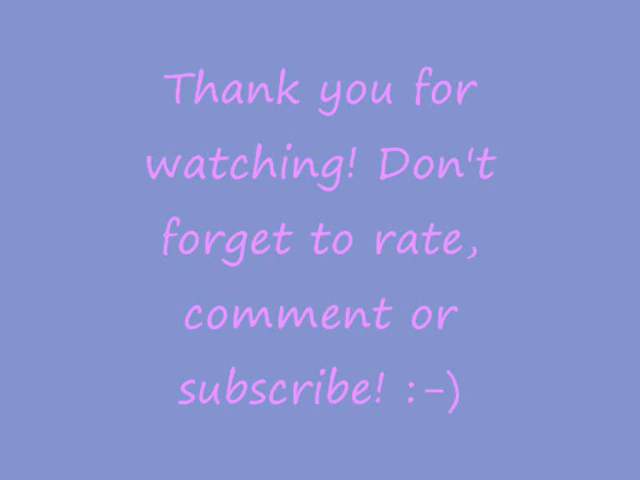 Thank you for
watching! Don't
forget to rate,
comment or
subscribe! :-)